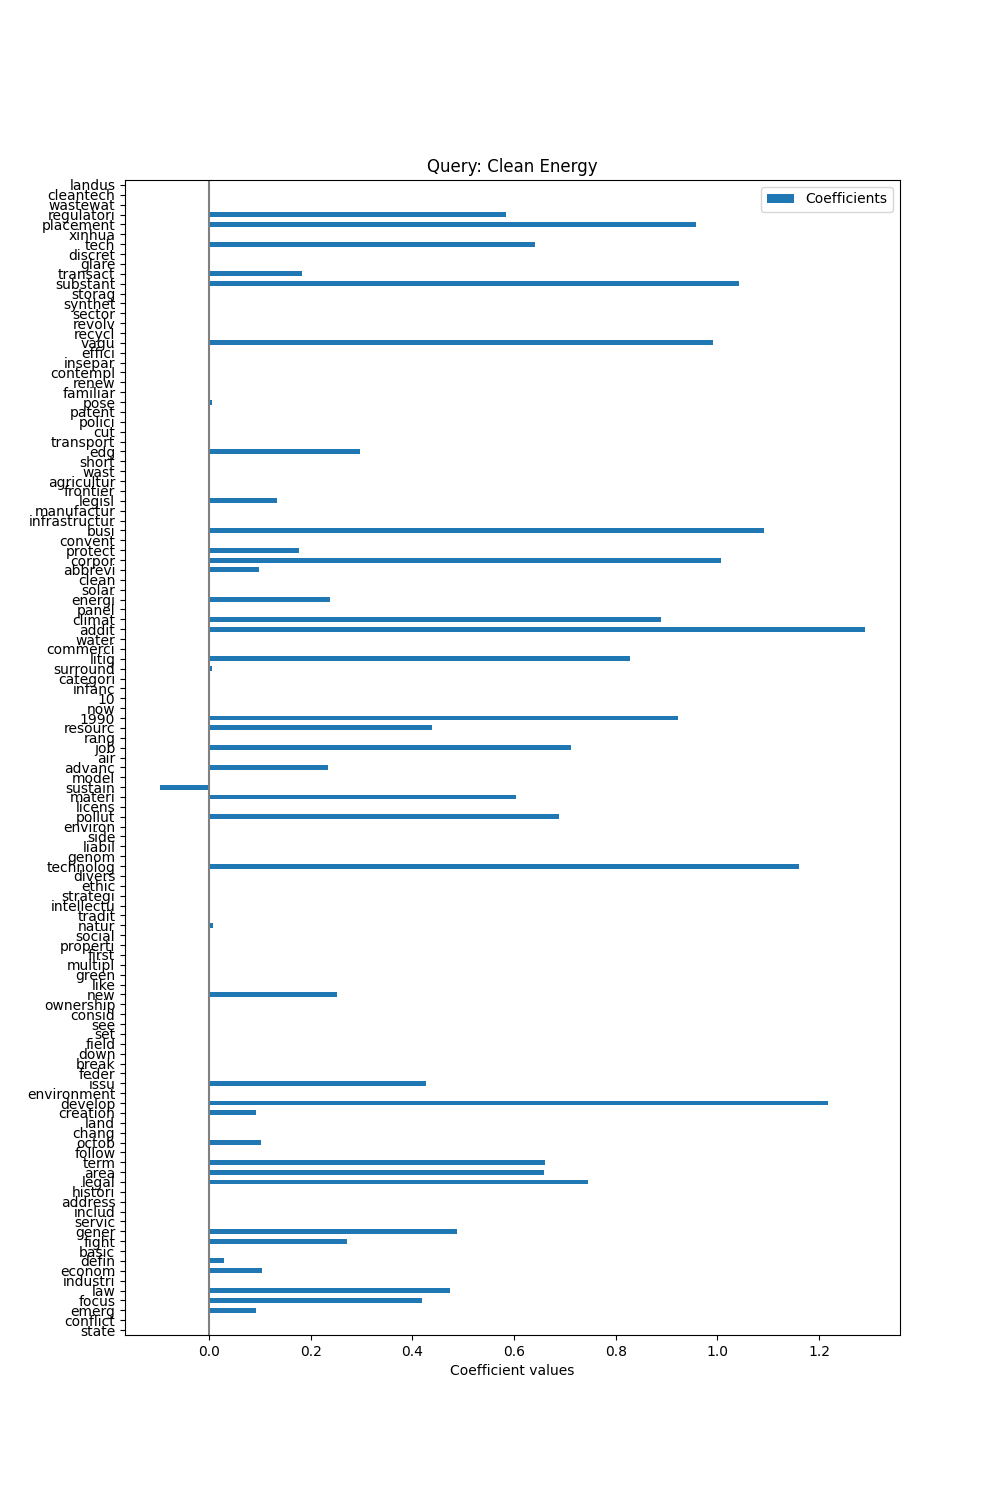 Query: Clean Energy
Coefficients
landus
cleantech
wastewat
regulatori
placement
xinhua
tech
discret
glare
transact
substant
storag
synthet
sector
revolv
recycl
vagu
effici
insepar
contempl
renew
familiar
pose
patent
polici
cut
transport
edg
short
wast
agricultur
frontier
legisl
manufactur
infrastructur
busi
convent
protect
corpor
abbrevi
clean
solar
energi
panel
climat
addit
water
commerci
litig
surround
categori
infanc
10
now
1990
resourc
rang
job
air
advanc
model
sustain
materi
licens
pollut
environ
side
liabil
genom
technolog
divers
ethic
strategi
intellectu
tradit
natur
social
properti
first
multipl
green
like
new
ownership
consid
see
set
field
down
break
feder
issu
environment
develop
creation
land
chang
octob
follow
term
area
legal
histori
address
includ
servic
gener
fight
basic
defin
econom
industri
law
focus
emerg
conflict
state
0.0 0.2 0.4 0.6 0.8 1.0 1.2
Coefficient values